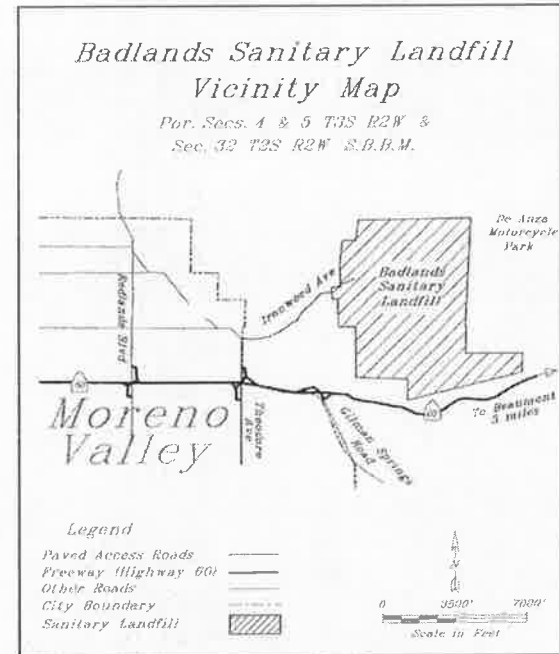 Badlands Sanitary Landfill
Vicinity Map
Por. Secs. 4 & 5 T3S R2W &
Sec. 32 T2S R2W S.B.B.M.
De Anza
Motorcycle
Park
Badlands
Sanitary
Landfill
Ironwood Ave
Redlands Blvd
60
Moreno
Valley
Theodore
Ave
Gilman Springs
Road
60
To Beaumont
5 miles
Legend
Paved Access Roads
Freeway (Highway 60)
Other Roads
City Boundary
Sanitary Landfill
N
0 3500' 7000'
Scale in Feet